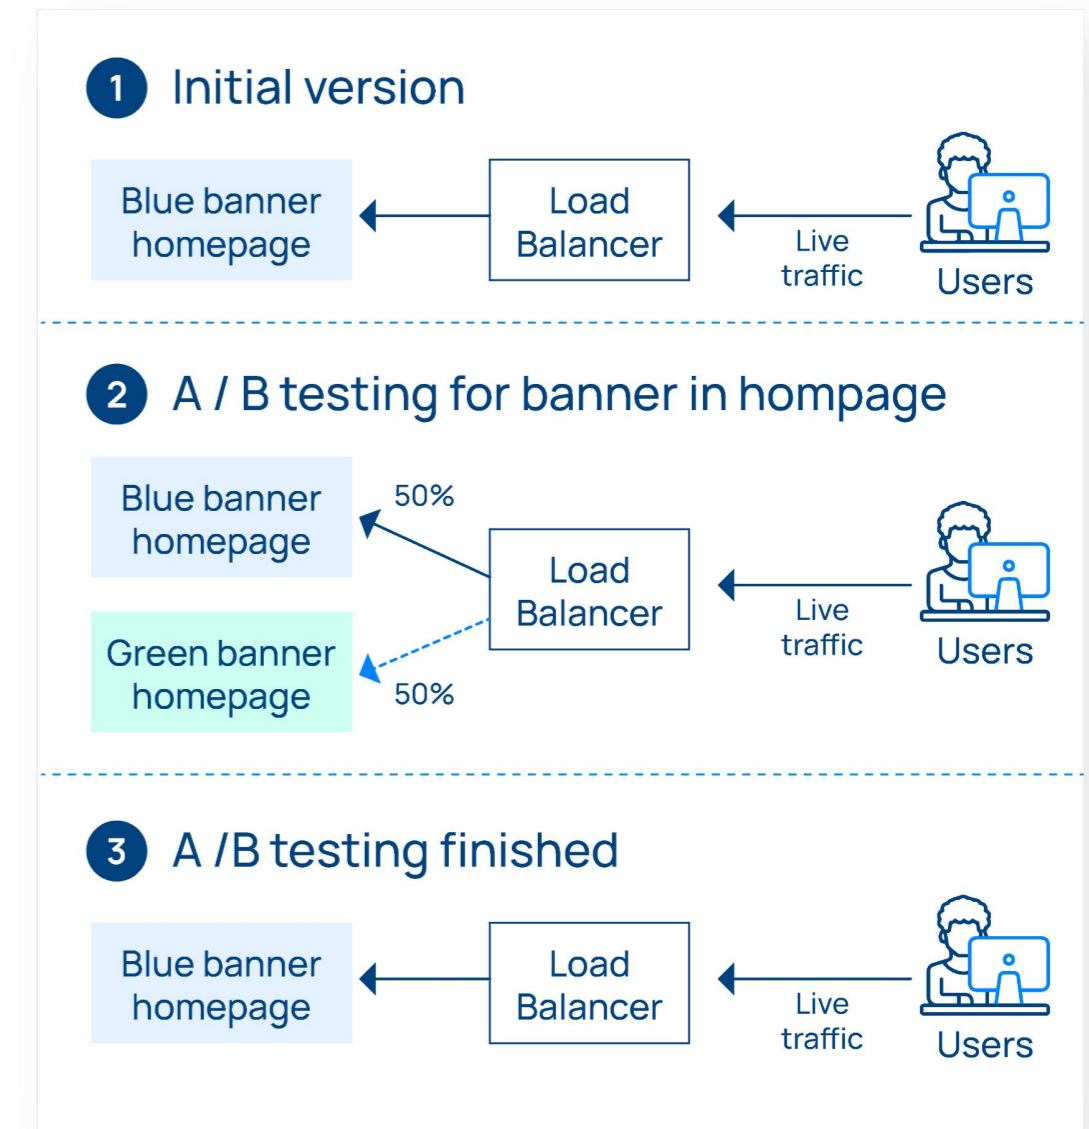 1 Initial version
Blue banner
homepage
Load
Balancer
Live
traffic
Users
2 A / B testing for banner in hompage
Blue banner
homepage
50%
Green banner
homepage
50%
Load
Balancer
Live
traffic
Users
3 A /B testing finished
Blue banner
homepage
Load
Balancer
Live
traffic
Users